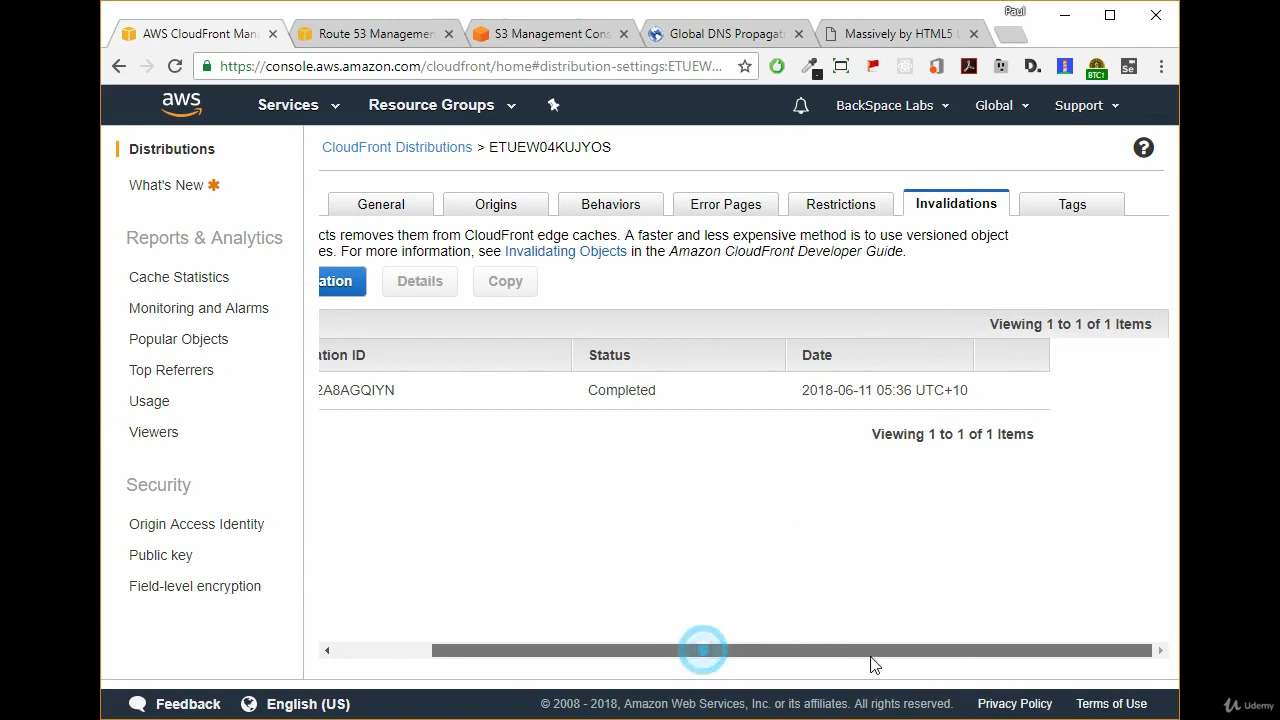 Paul
AWS CloudFront Man
Route 53 Managemen
S3 Management Cons
Global DNS Propagati
Massively by HTML5 U
https://console.aws.amazon.com/cloudfront/home#distribution-settings:ETUEW...
D.
BTC1
Se
aws
Services
Resource Groups
BackSpace Labs
Global
Support
Distributions
What's New
Reports & Analytics
Cache Statistics
Monitoring and Alarms
Popular Objects
Top Referrers
Usage
Viewers
Security
Origin Access Identity
Public key
Field-level encryption
CloudFront Distributions > ETUEW04KUJYOS
?
General
Origins
Behaviors
Error Pages
Restrictions
Invalidations
Tags
cts removes them from CloudFront edge caches. A faster and less expensive method is to use versioned object
es. For more information, see Invalidating Objects in the Amazon CloudFront Developer Guide.
ation
Details
Copy
Viewing 1 to 1 of 1 Items
tion ID
Status
Date
2A8AGQIYN
Completed
2018-06-11 05:36 UTC+10
Viewing 1 to 1 of 1 Items
Feedback
English (US)
© 2008 - 2018, Amazon Web Services, Inc. or its affiliates. All rights reserved.
Privacy Policy
Terms of Use
Udemy